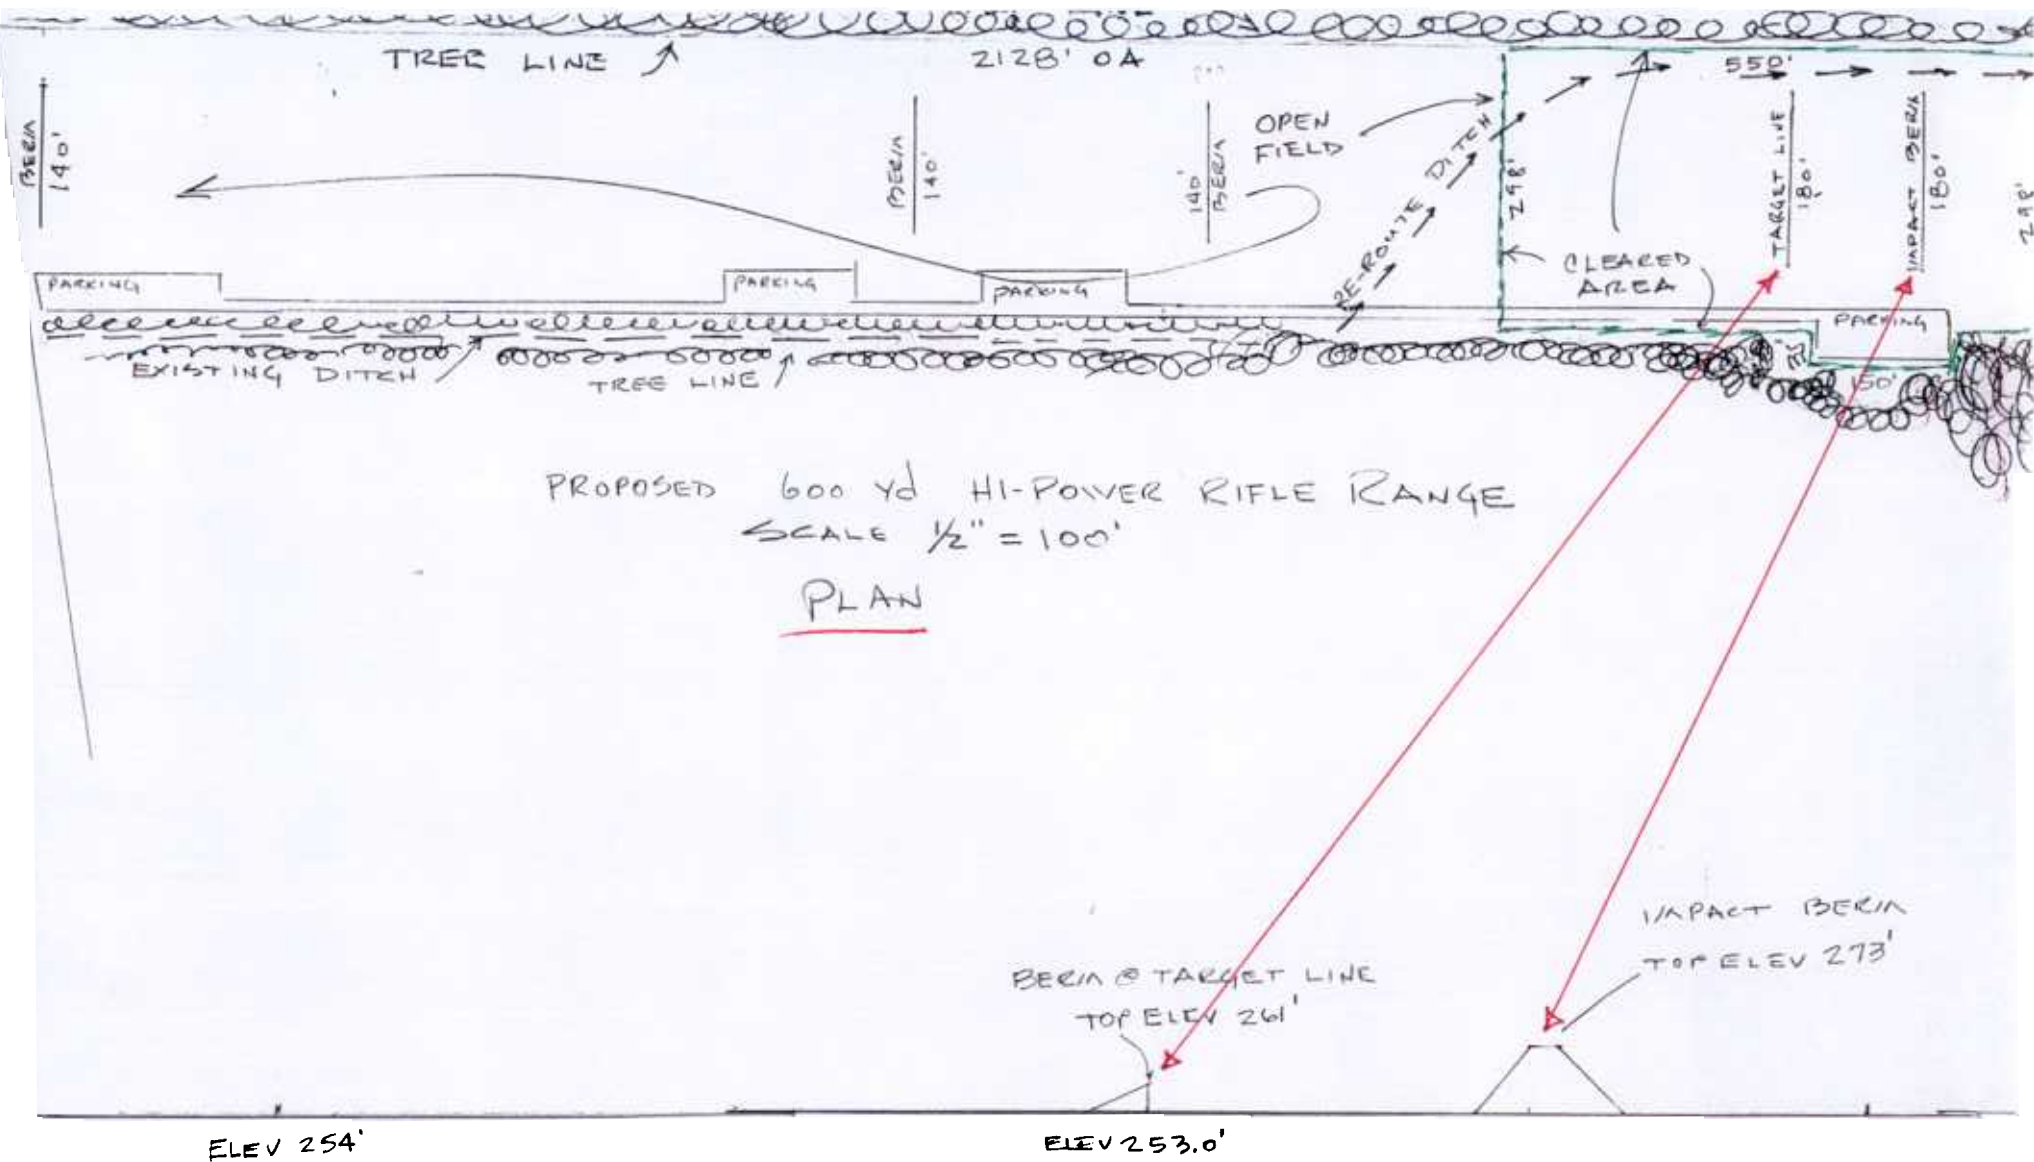 TREE LINE
2128' OA
550'
BERM
140'
BERM
140'
140'
BERM
OPEN
FIELD
RE-ROUTE DITCH
298'
TARGET LINE
180'
IMPACT BERM
180'
298'
CLEARED
AREA
PARKING
PARKING
PARKING
PARKING
150'
EXISTING DITCH
TREE LINE
PROPOSED 600 Yd HI-POWER RIFLE RANGE
SCALE 1/2" = 100'
PLAN
IMPACT BERM
TOP ELEV 273'
BERM @ TARGET LINE
TOP ELEV 261'
ELEV 254'
ELEV 253.0'